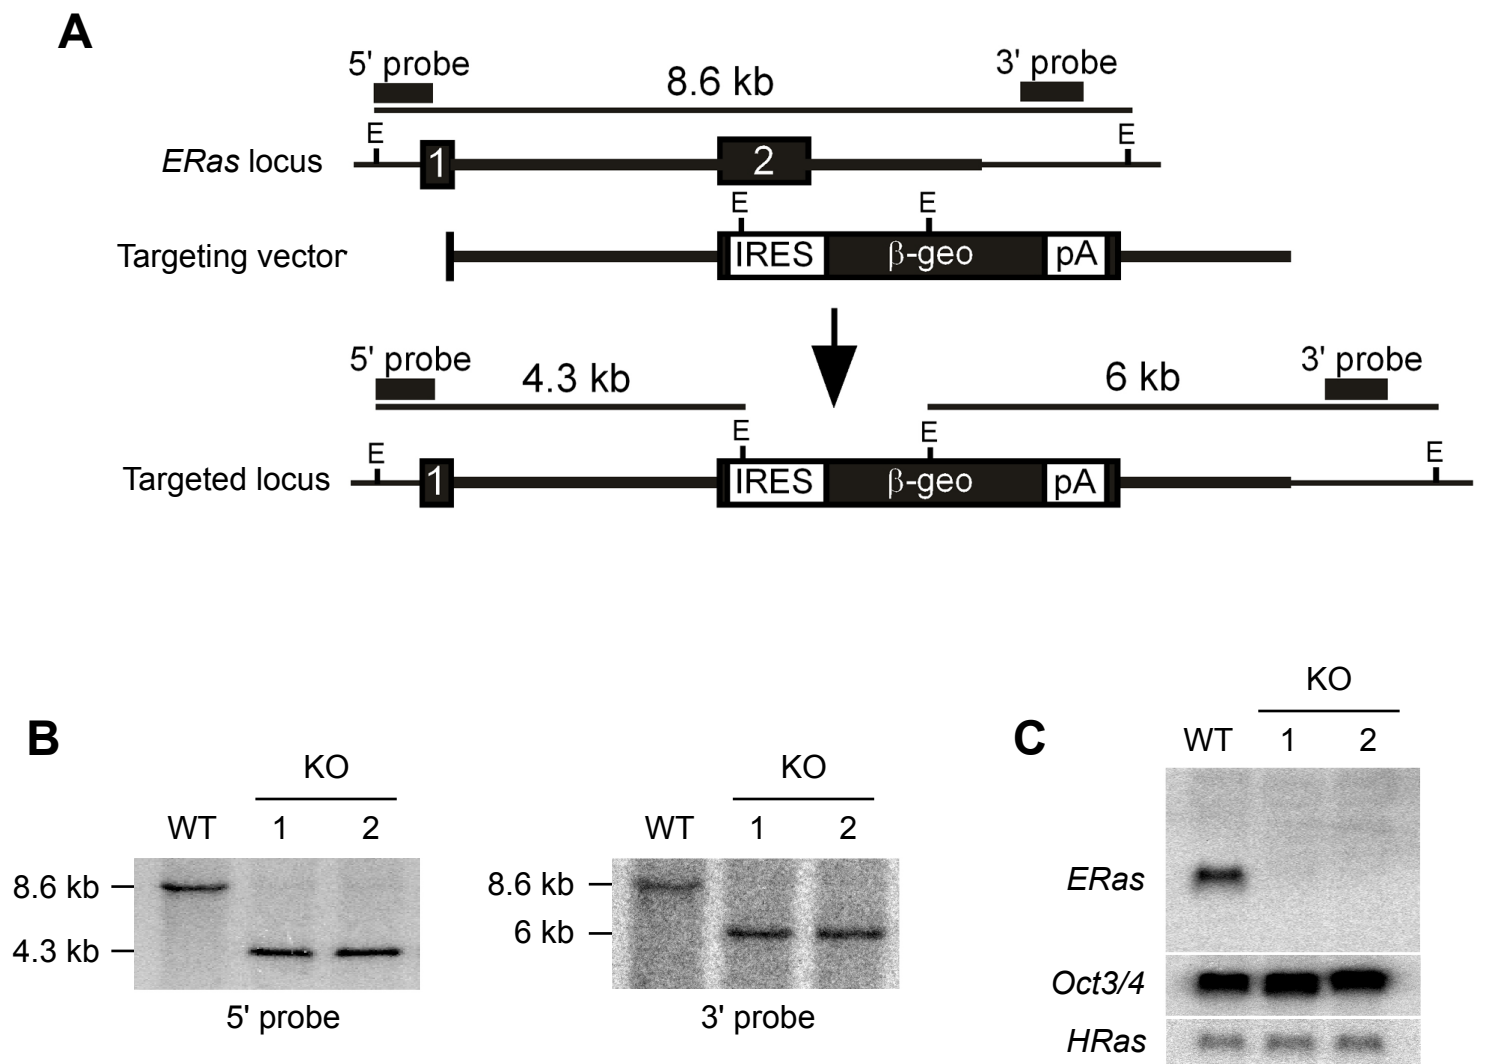 A
5' probe
8.6 kb
3' probe
E
E
ERas locus
1
2
E
E
Targeting vector
IRES
β-geo
pA
5' probe
4.3 kb
6 kb
3' probe
E
E
E
E
Targeted locus
1
IRES
β-geo
pA
B
KO
WT
1
2
8.6 kb
4.3 kb
5' probe
KO
WT
1
2
8.6 kb
6 kb
3' probe
C
KO
WT
1
2
ERas
Oct3/4
HRas